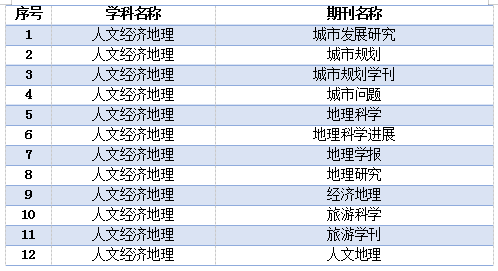 序号 学科名称 期刊名称
1 人文经济地理 城市发展研究
2 人文经济地理 城市规划
3 人文经济地理 城市规划学刊
4 人文经济地理 城市问题
5 人文经济地理 地理科学
6 人文经济地理 地理科学进展
7 人文经济地理 地理学报
8 人文经济地理 地理研究
9 人文经济地理 经济地理
10 人文经济地理 旅游科学
11 人文经济地理 旅游学刊
12 人文经济地理 人文地理